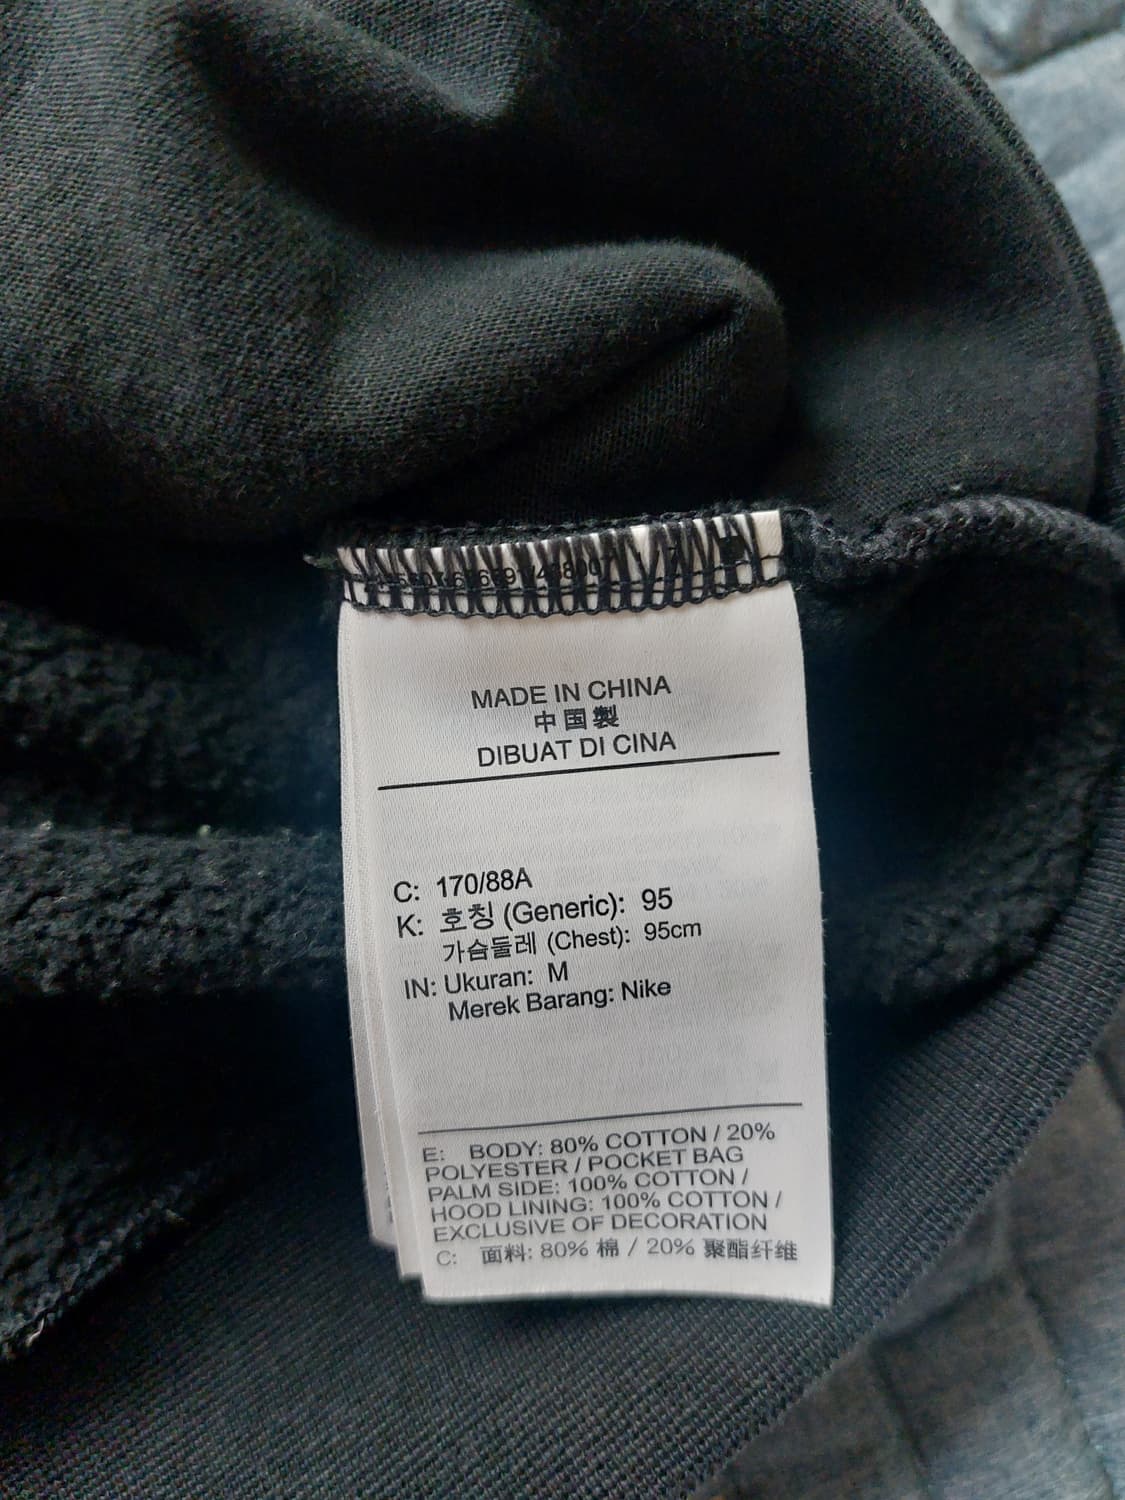 MADE IN CHINA
中国製
DIBUAT DI CINA
C: 170/88A
K: 호칭 (Generic): 95
가슴둘레 (Chest): 95cm
IN: Ukuran: M
Merek Barang: Nike
E: BODY: 80% COTTON / 20%
POLYESTER / POCKET BAG
PALM SIDE: 100% COTTON /
HOOD LINING: 100% COTTON /
EXCLUSIVE OF DECORATION
C: 面料: 80% 棉 / 20% 聚酯纤维